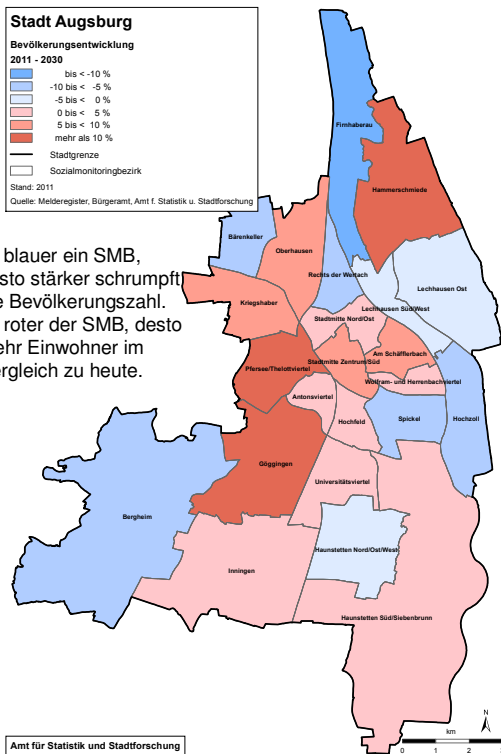 Stadt Augsburg
Bevölkerungsentwicklung
2011 - 2030
bis < -10 %
-10 bis < -5 %
-5 bis < 0 %
0 bis < 5 %
5 bis < 10 %
mehr als 10 %
Stadtgrenze
Sozialmonitoringbezirk
Stand: 2011
Quelle: Melderegister, Bürgeramt, Amt f. Statistik u. Stadtforschung
blauer ein SMB,
sto stärker schrumpft
e Bevölkerungszahl.
roter der SMB, desto
ehr Einwohner im
ergleich zu heute.
Firnhaberau
Hammerschmiede
Bärenkeller
Oberhausen
Rechts der Wertach
Lechhausen Ost
Kriegshaber
Lechhausen Süd/West
Stadtmitte Nord/Ost
Am Schäfflerbach
Stadtmitte Zentrum/Süd
Pfersee/Thelottviertel
Wolfram- und Herrenbachviertel
Antonsviertel
Hochfeld
Spickel
Hochzoll
Göggingen
Universitätsviertel
Bergheim
Haunstetten Nord/Ost/West
Inningen
Haunstetten Süd/Siebenbrunn
N
km
0 1 2
Amt für Statistik und Stadtforschung